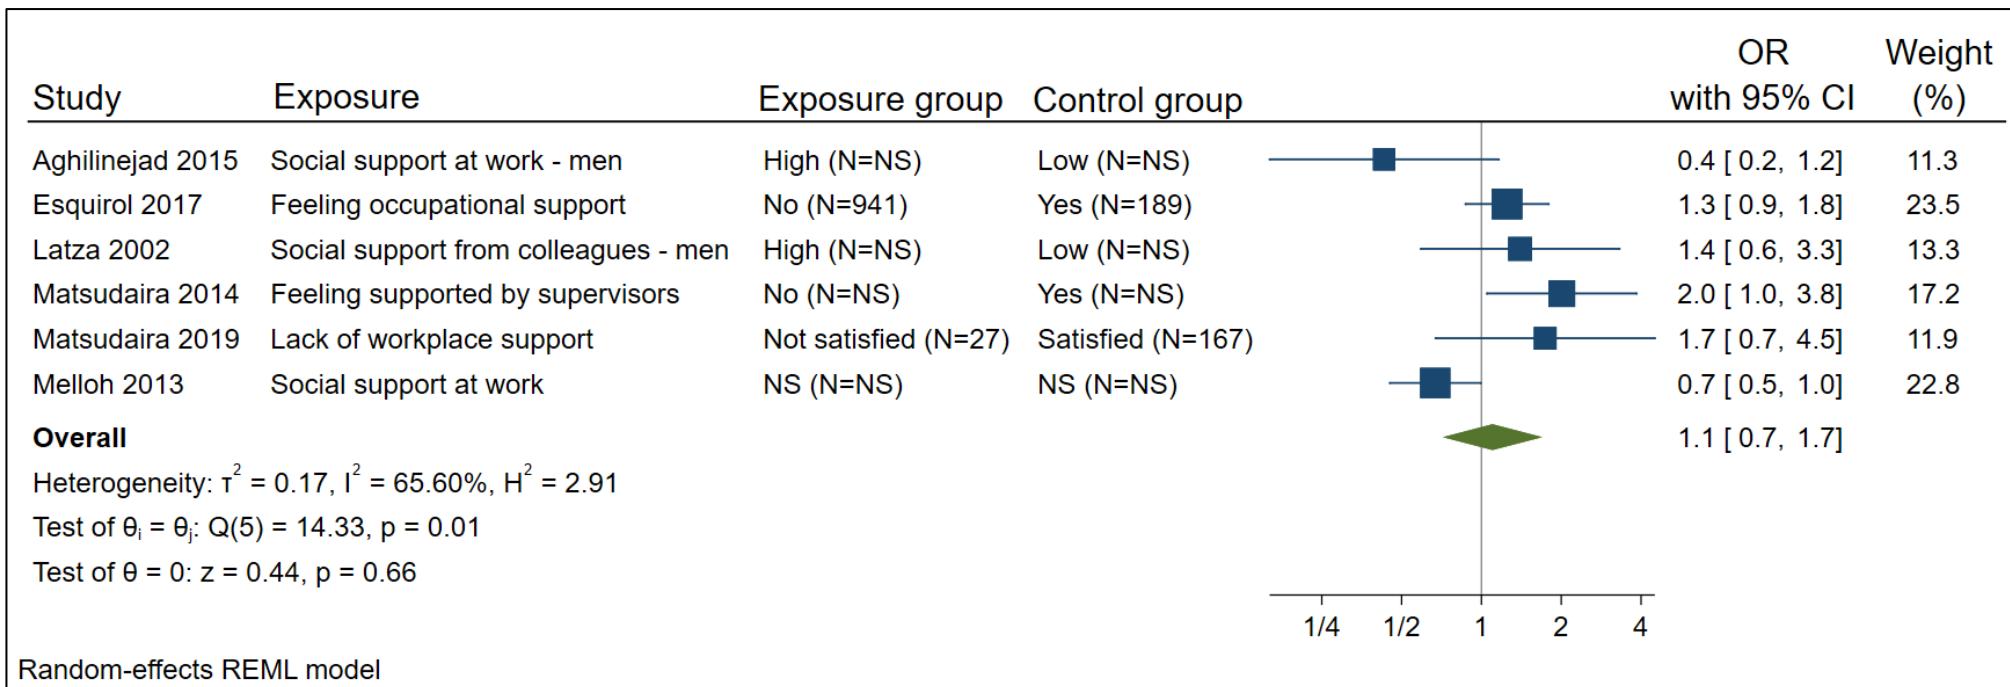 OR Weight
Study Exposure Exposure group Control group with 95% CI (%)
Aghilinejad 2015 Social support at work - men High (N=NS) Low (N=NS) 0.4 [ 0.2, 1.2] 11.3
Esquirol 2017 Feeling occupational support No (N=941) Yes (N=189) 1.3 [ 0.9, 1.8] 23.5
Latza 2002 Social support from colleagues - men High (N=NS) Low (N=NS) 1.4 [ 0.6, 3.3] 13.3
Matsudaira 2014 Feeling supported by supervisors No (N=NS) Yes (N=NS) 2.0 [ 1.0, 3.8] 17.2
Matsudaira 2019 Lack of workplace support Not satisfied (N=27) Satisfied (N=167) 1.7 [ 0.7, 4.5] 11.9
Melloh 2013 Social support at work NS (N=NS) NS (N=NS) 0.7 [ 0.5, 1.0] 22.8
Overall 1.1 [ 0.7, 1.7]
Heterogeneity: τ² = 0.17, I² = 65.60%, H² = 2.91
Test of θᵢ = θⱼ: Q(5) = 14.33, p = 0.01
Test of θ = 0: z = 0.44, p = 0.66
1/4 1/2 1 2 4
Random-effects REML model